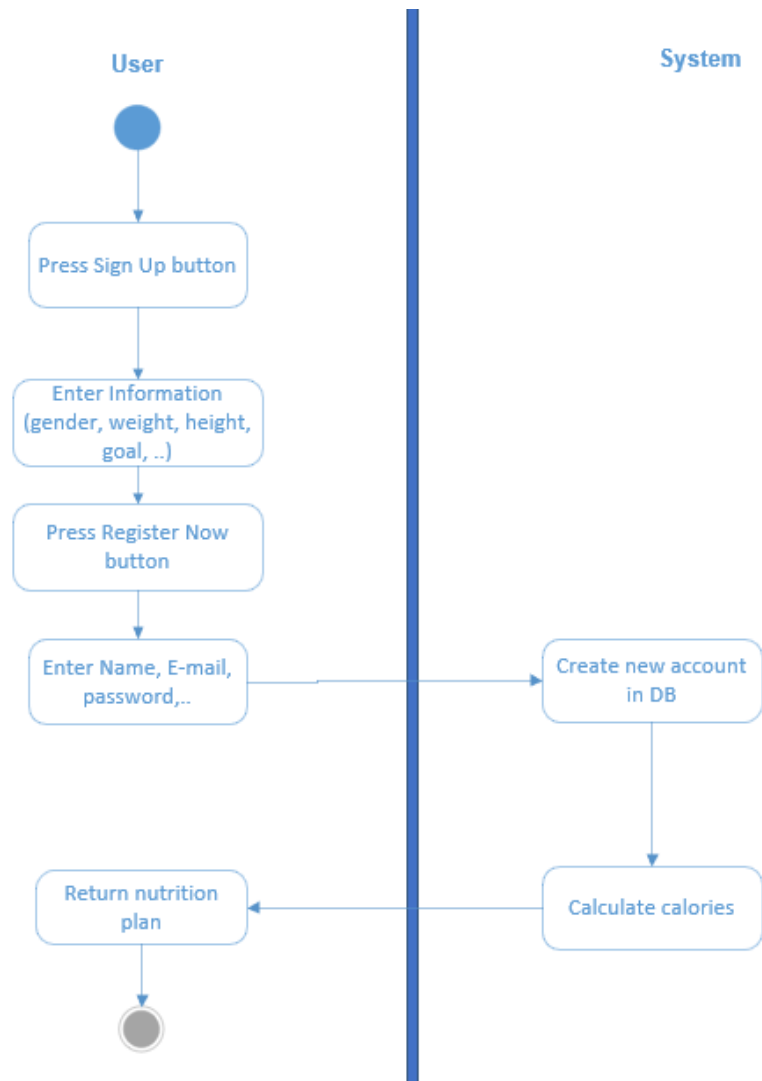 User
System
Press Sign Up button
Enter Information
(gender, weight, height,
goal, ..)
Press Register Now
button
Enter Name, E-mail,
password,..
Create new account
in DB
Calculate calories
Return nutrition
plan